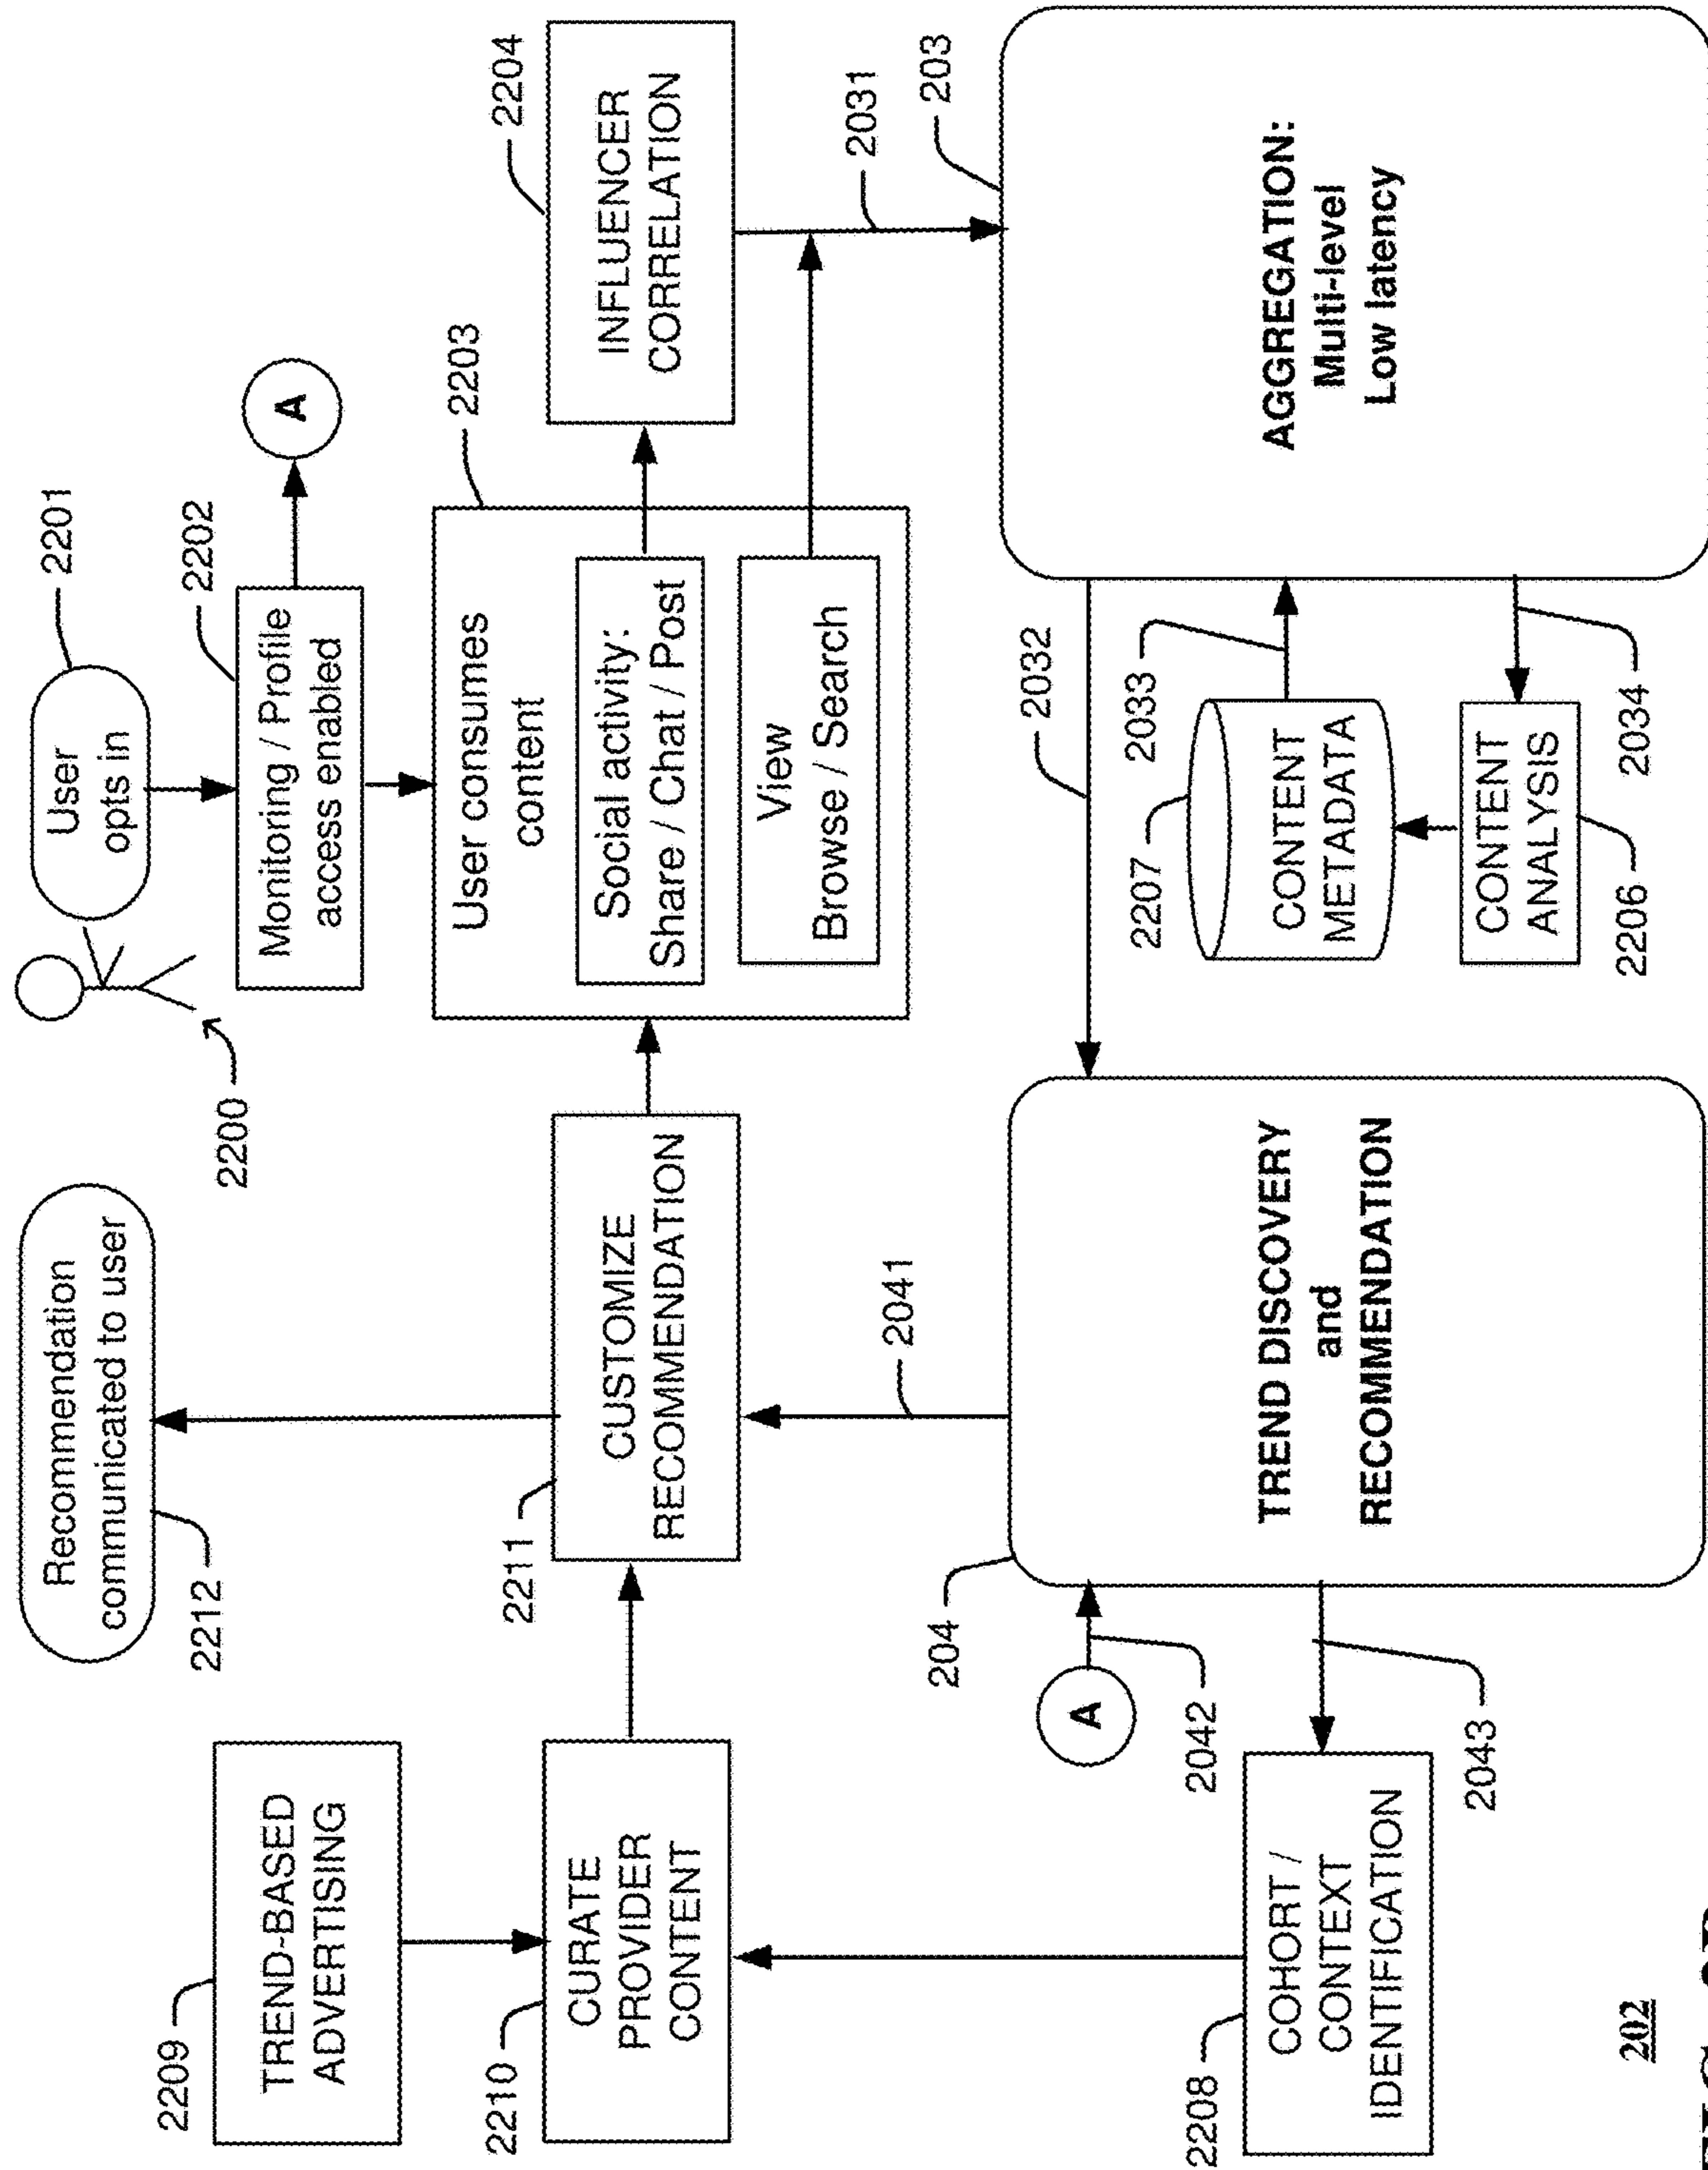 2209
TREND-BASED
ADVERTISING
2212
Recommendation
communicated to user
2200
User
opts in
2201
Monitoring / Profile
access enabled
2202
A
2210
CURATE
PROVIDER
CONTENT
2211
CUSTOMIZE
RECOMMENDATION
User consumes
content
2203
Social activity:
Share / Chat / Post
View
Browse / Search
INFLUENCER
CORRELATION
2204
2041
2031
204
203
A
2042
2032
2208
COHORT /
CONTEXT
IDENTIFICATION
2043
TREND DISCOVERY
and
RECOMMENDATION
2207
CONTENT
METADATA
2033
CONTENT
ANALYSIS
2206
2034
AGGREGATION:
Multi-level
Low latency
202